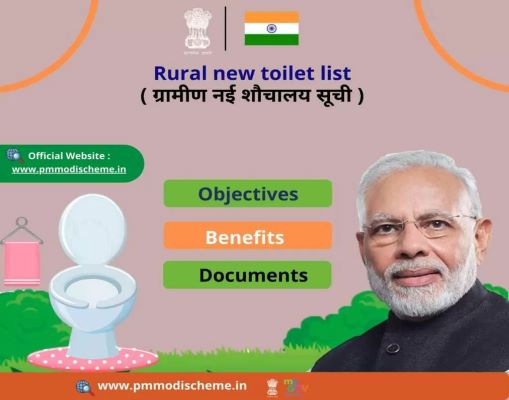 Rural new toilet list
( ग्रामीण नई शौचालय सूची )
Official Website :
www.pmmodischeme.in
Objectives
Benefits
Documents
www.pmmodischeme.in